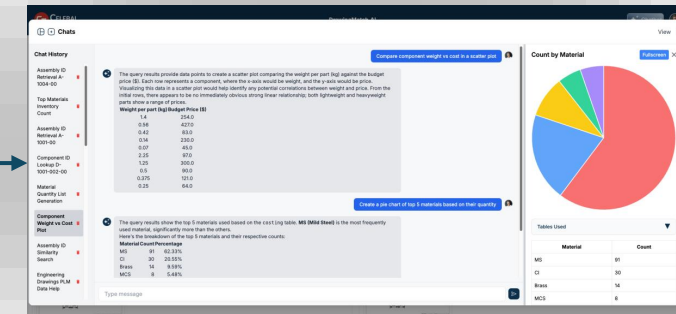 CELEBAL
Chats
View
Chat History
Assembly ID
Retrieval A-
1004-00
Top Materials
Inventory
Count
Assembly ID
Retrieval A-
1001-00
Component ID
Lookup D-
1001-002-00
Material
Quantity List
Generation
Component
Weight vs Cost
Plot
Assembly ID
Similarity
Search
Engineering
Drawings PLM
Data Help
Compare component weight vs cost in a scatter plot
The query results provide data points to create a scatter plot comparing the weight per part (kg) against the budget
price ($). Each row represents a component, where the x-axis would be weight, and the y-axis would be price.
Visualizing this data in a scatter plot would help identify any potential correlations between weight and price. From the
initial rows, there appears to be no immediately obvious strong linear relationship; both lightweight and heavyweight
parts show a range of prices.
Weight per part (kg) Budget Price ($)
1.4 254.0
0.56 427.0
0.42 83.0
0.14 230.0
0.07 45.0
2.25 97.0
1.25 300.0
0.5 90.0
0.375 121.0
0.25 64.0
Create a pie chart of top 5 materials based on their quantity
The query results show the top 5 materials used based on the costing table. MS (Mild Steel) is the most frequently
used material, significantly more than the others.
Here's the breakdown of the top 5 materials and their respective counts:
Material Count Percentage
MS 91 62.33%
CI 30 20.55%
Brass 14 9.59%
MCS 6 5.48%
Type message
Count by Material
Fullscreen
Tables Used
Material Count
MS 91
CI 30
Brass 14
MCS 6